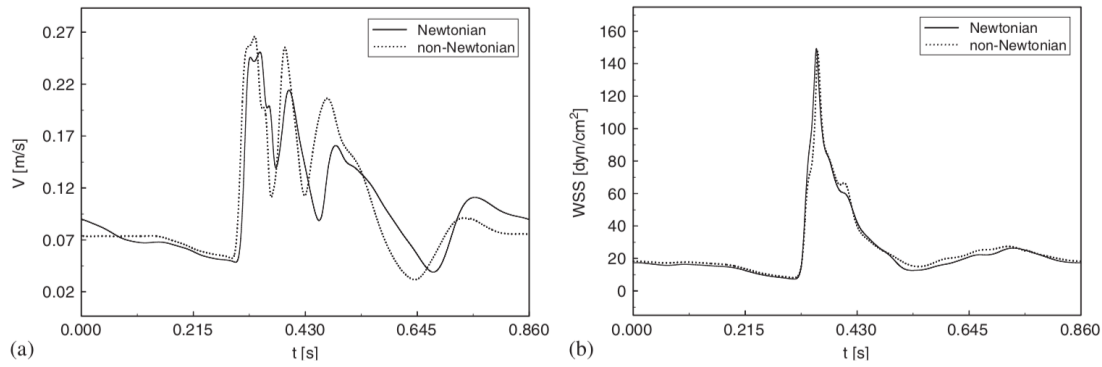 0.27
0.22
0.17
0.12
0.07
0.02
V [m/s]
Newtonian
non-Newtonian
0.000 0.215 0.430 0.645 0.860
t [s]
(a)
160
140
120
100
80
60
40
20
0
WSS [dyn/cm²]
Newtonian
non-Newtonian
0.000 0.215 0.430 0.645 0.860
t [s]
(b)